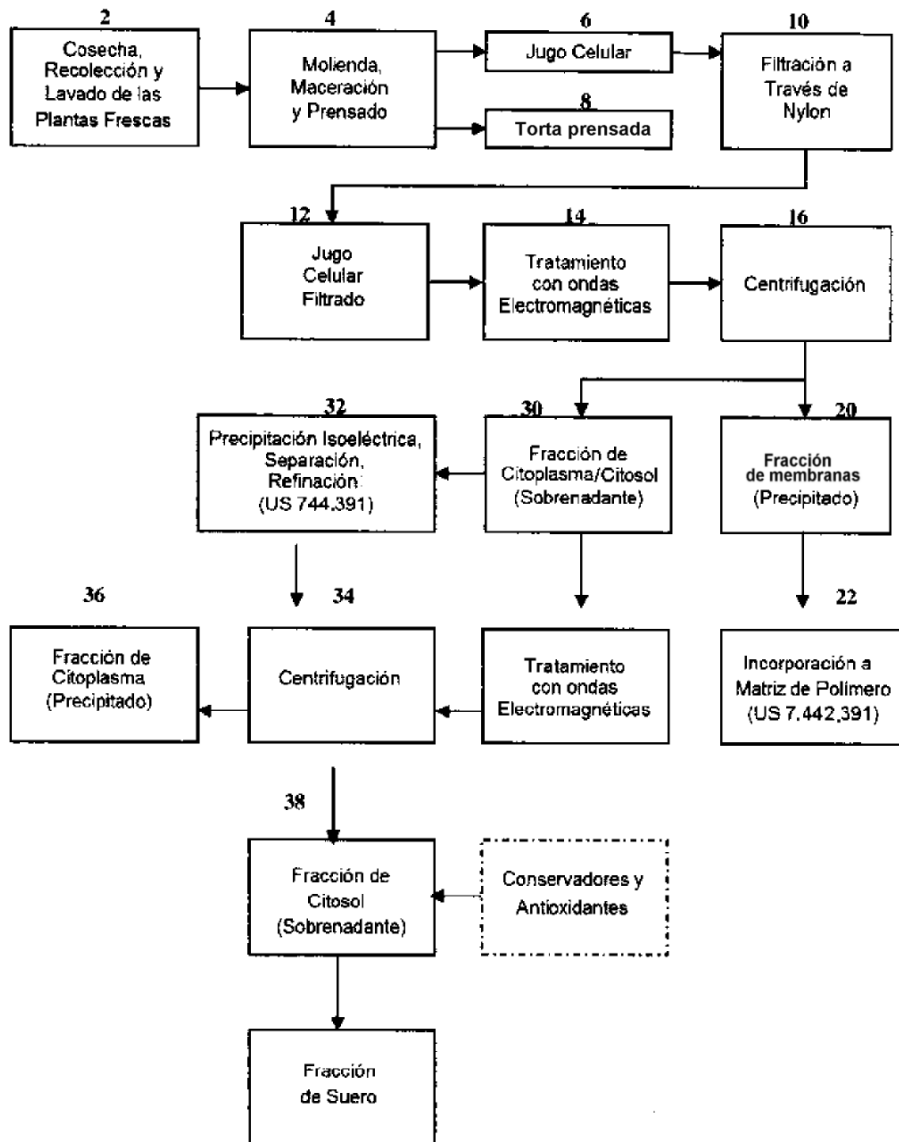 2
Cosecha,
Recolección y
Lavado de las
Plantas Frescas
4
Molienda,
Maceración
y Prensado
6
Jugo Celular
8
Torta prensada
10
Filtración a
Través de
Nylon
12
Jugo
Celular
Filtrado
14
Tratamiento
con ondas
Electromagnéticas
16
Centrifugación
32
Precipitación Isoeléctrica,
Separación,
Refinación
(US 744.391)
30
Fracción de
Citoplasma/Citosol
(Sobrenadante)
20
Fracción
de membranas
(Precipitado)
36
Fracción de
Citoplasma
(Precipitado)
34
Centrifugación
Tratamiento
con ondas
Electromagnéticas
22
Incorporación a
Matriz de Polímero
(US 7.442,391)
38
Fracción de
Citosol
(Sobrenadante)
Conservadores y
Antioxidantes
Fracción
de Suero